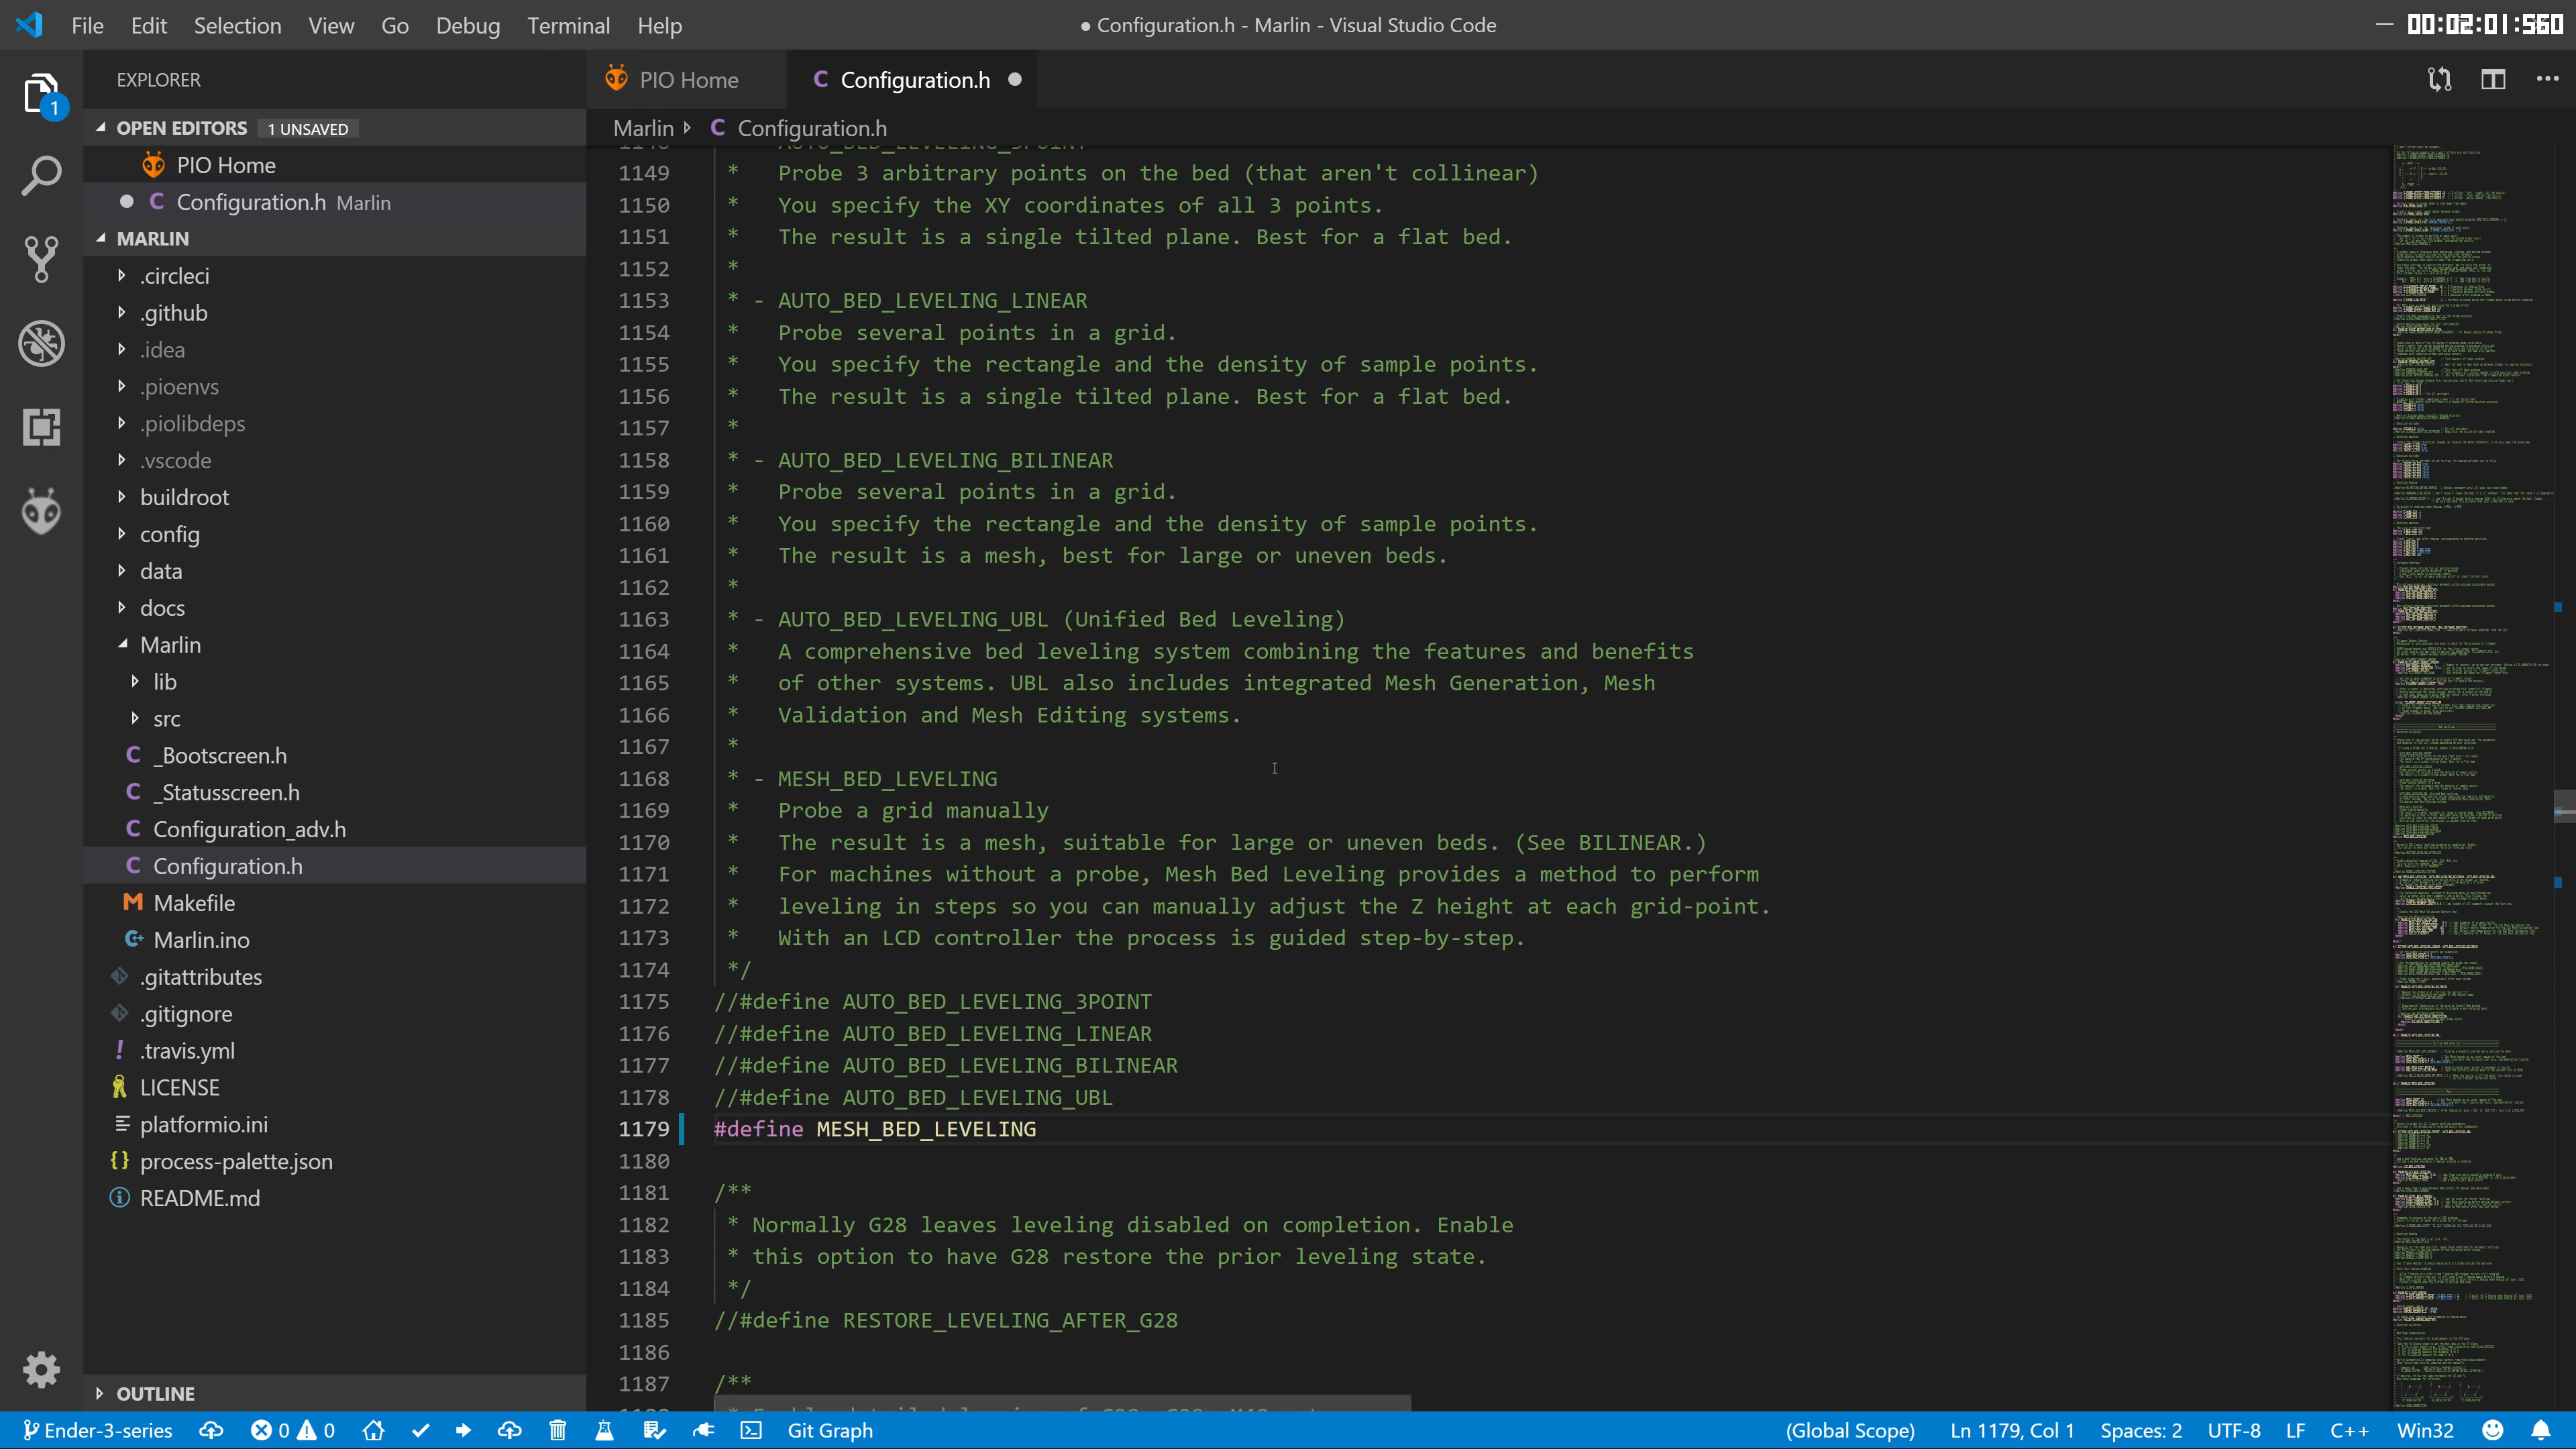 File Edit Selection View Go Debug Terminal Help
● Configuration.h - Marlin - Visual Studio Code
00:02:01:560
EXPLORER
PIO Home
C Configuration.h
OPEN EDITORS 1 UNSAVED
Marlin C Configuration.h
PIO Home
C Configuration.h Marlin
MARLIN
.circleci
.github
.idea
.pioenvs
.piolibdeps
.vscode
buildroot
config
data
docs
Marlin
lib
src
C _Bootscreen.h
C _Statusscreen.h
C Configuration_adv.h
C Configuration.h
M Makefile
Marlin.ino
.gitattributes
.gitignore
! .travis.yml
LICENSE
platformio.ini
{} process-palette.json
README.md
OUTLINE
1
1148 AUTO_BED_LEVELING_3POINT
1149 * Probe 3 arbitrary points on the bed (that aren't collinear)
1150 * You specify the XY coordinates of all 3 points.
1151 * The result is a single tilted plane. Best for a flat bed.
1152 *
1153 * - AUTO_BED_LEVELING_LINEAR
1154 * Probe several points in a grid.
1155 * You specify the rectangle and the density of sample points.
1156 * The result is a single tilted plane. Best for a flat bed.
1157 *
1158 * - AUTO_BED_LEVELING_BILINEAR
1159 * Probe several points in a grid.
1160 * You specify the rectangle and the density of sample points.
1161 * The result is a mesh, best for large or uneven beds.
1162 *
1163 * - AUTO_BED_LEVELING_UBL (Unified Bed Leveling)
1164 * A comprehensive bed leveling system combining the features and benefits
1165 * of other systems. UBL also includes integrated Mesh Generation, Mesh
1166 * Validation and Mesh Editing systems.
1167 *
1168 * - MESH_BED_LEVELING
1169 * Probe a grid manually
1170 * The result is a mesh, suitable for large or uneven beds. (See BILINEAR.)
1171 * For machines without a probe, Mesh Bed Leveling provides a method to perform
1172 * leveling in steps so you can manually adjust the Z height at each grid-point.
1173 * With an LCD controller the process is guided step-by-step.
1174 */
1175 //#define AUTO_BED_LEVELING_3POINT
1176 //#define AUTO_BED_LEVELING_LINEAR
1177 //#define AUTO_BED_LEVELING_BILINEAR
1178 //#define AUTO_BED_LEVELING_UBL
1179 #define MESH_BED_LEVELING
1180
1181 /**
1182 * Normally G28 leaves leveling disabled on completion. Enable
1183 * this option to have G28 restore the prior leveling state.
1184 */
1185 //#define RESTORE_LEVELING_AFTER_G28
1186
1187 /**
Ender-3-series 0 0 Git Graph (Global Scope) Ln 1179, Col 1 Spaces: 2 UTF-8 LF C++ Win32